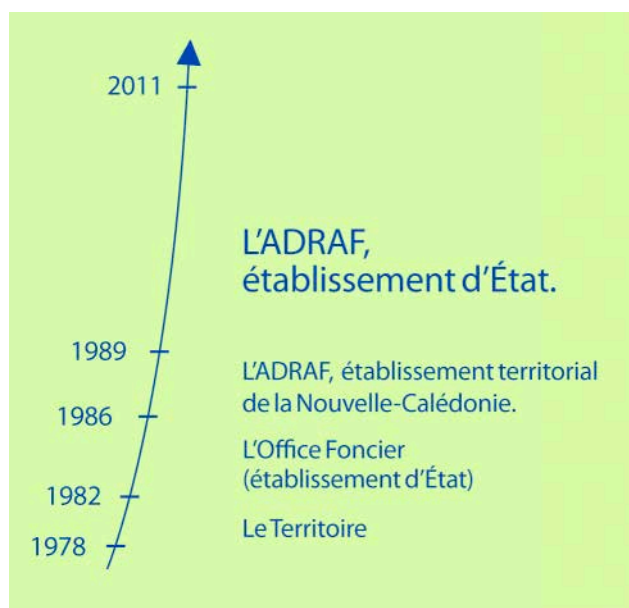 2011
L'ADRAF,
établissement d'État.
1989
L'ADRAF, établissement territorial
de la Nouvelle-Calédonie.
1986
L'Office Foncier
(établissement d'État)
1982
Le Territoire
1978